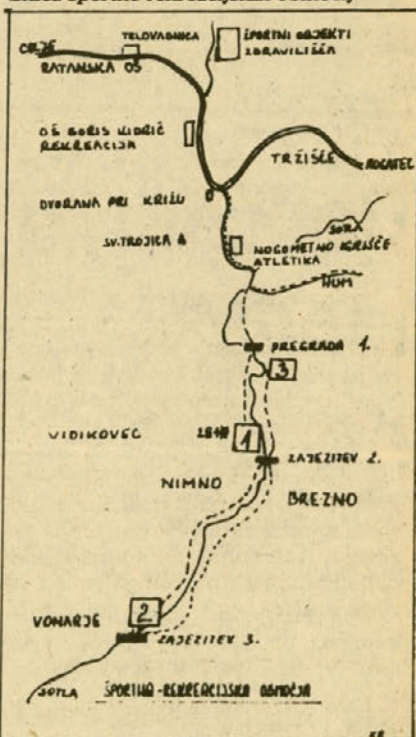 CELJE
TELOVADNICA
ŠPORTNI OBJEKTI
ZDRAVILIŠČA
RATANSKA OŠ
OŠ BORIS KIDRIČ
REKREACIJA
TRŽIŠČE
ROGATEC
DVORANA PRI KRIŽU
SV. TROJICA
NOGOMETNO IGRIŠČE
ATLETIKA
SOTLA
HUM
PREGRADA 1.
3
1
VIDIKOVEC
ZAJEZITEV 2.
NIMNO
BREZNO
2
VONARJE
ZAJEZITEV 3.
SOTLA
ŠPORTNO-REKREACIJSKA OBMOČJA